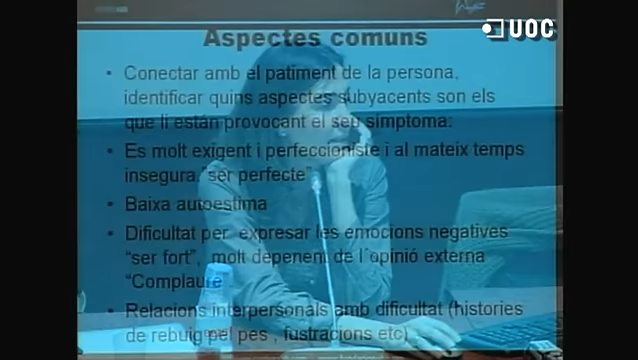 UOC
Aspectes comuns
• Conectar amb el patiment de la persona,
identificar quins aspectes subyacents son els
que li están provocant el seu símptoma:
• Es molt exigent i perfeccioniste i al mateix temps
insegura,"ser perfecte"
• Baixa autoestima
• Dificultat per expresar les emocions negatives
"ser fort", molt depenent de l´opinió externa
"Complaure
• Relacions interpersonals amb dificultat (histories
de rebuig pel pes , fustracions etc)